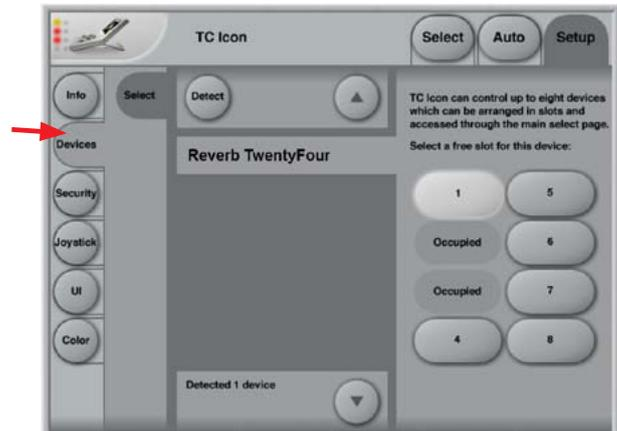 TC Icon
Select
Auto
Setup
Info
Devices
Security
Joystick
UI
Color
Select
Detect
Reverb TwentyFour
Detected 1 device
TC Icon can control up to eight devices
which can be arranged in slots and
accessed through the main select page.
Select a free slot for this device:
1
5
Occupied
6
Occupied
7
4
8